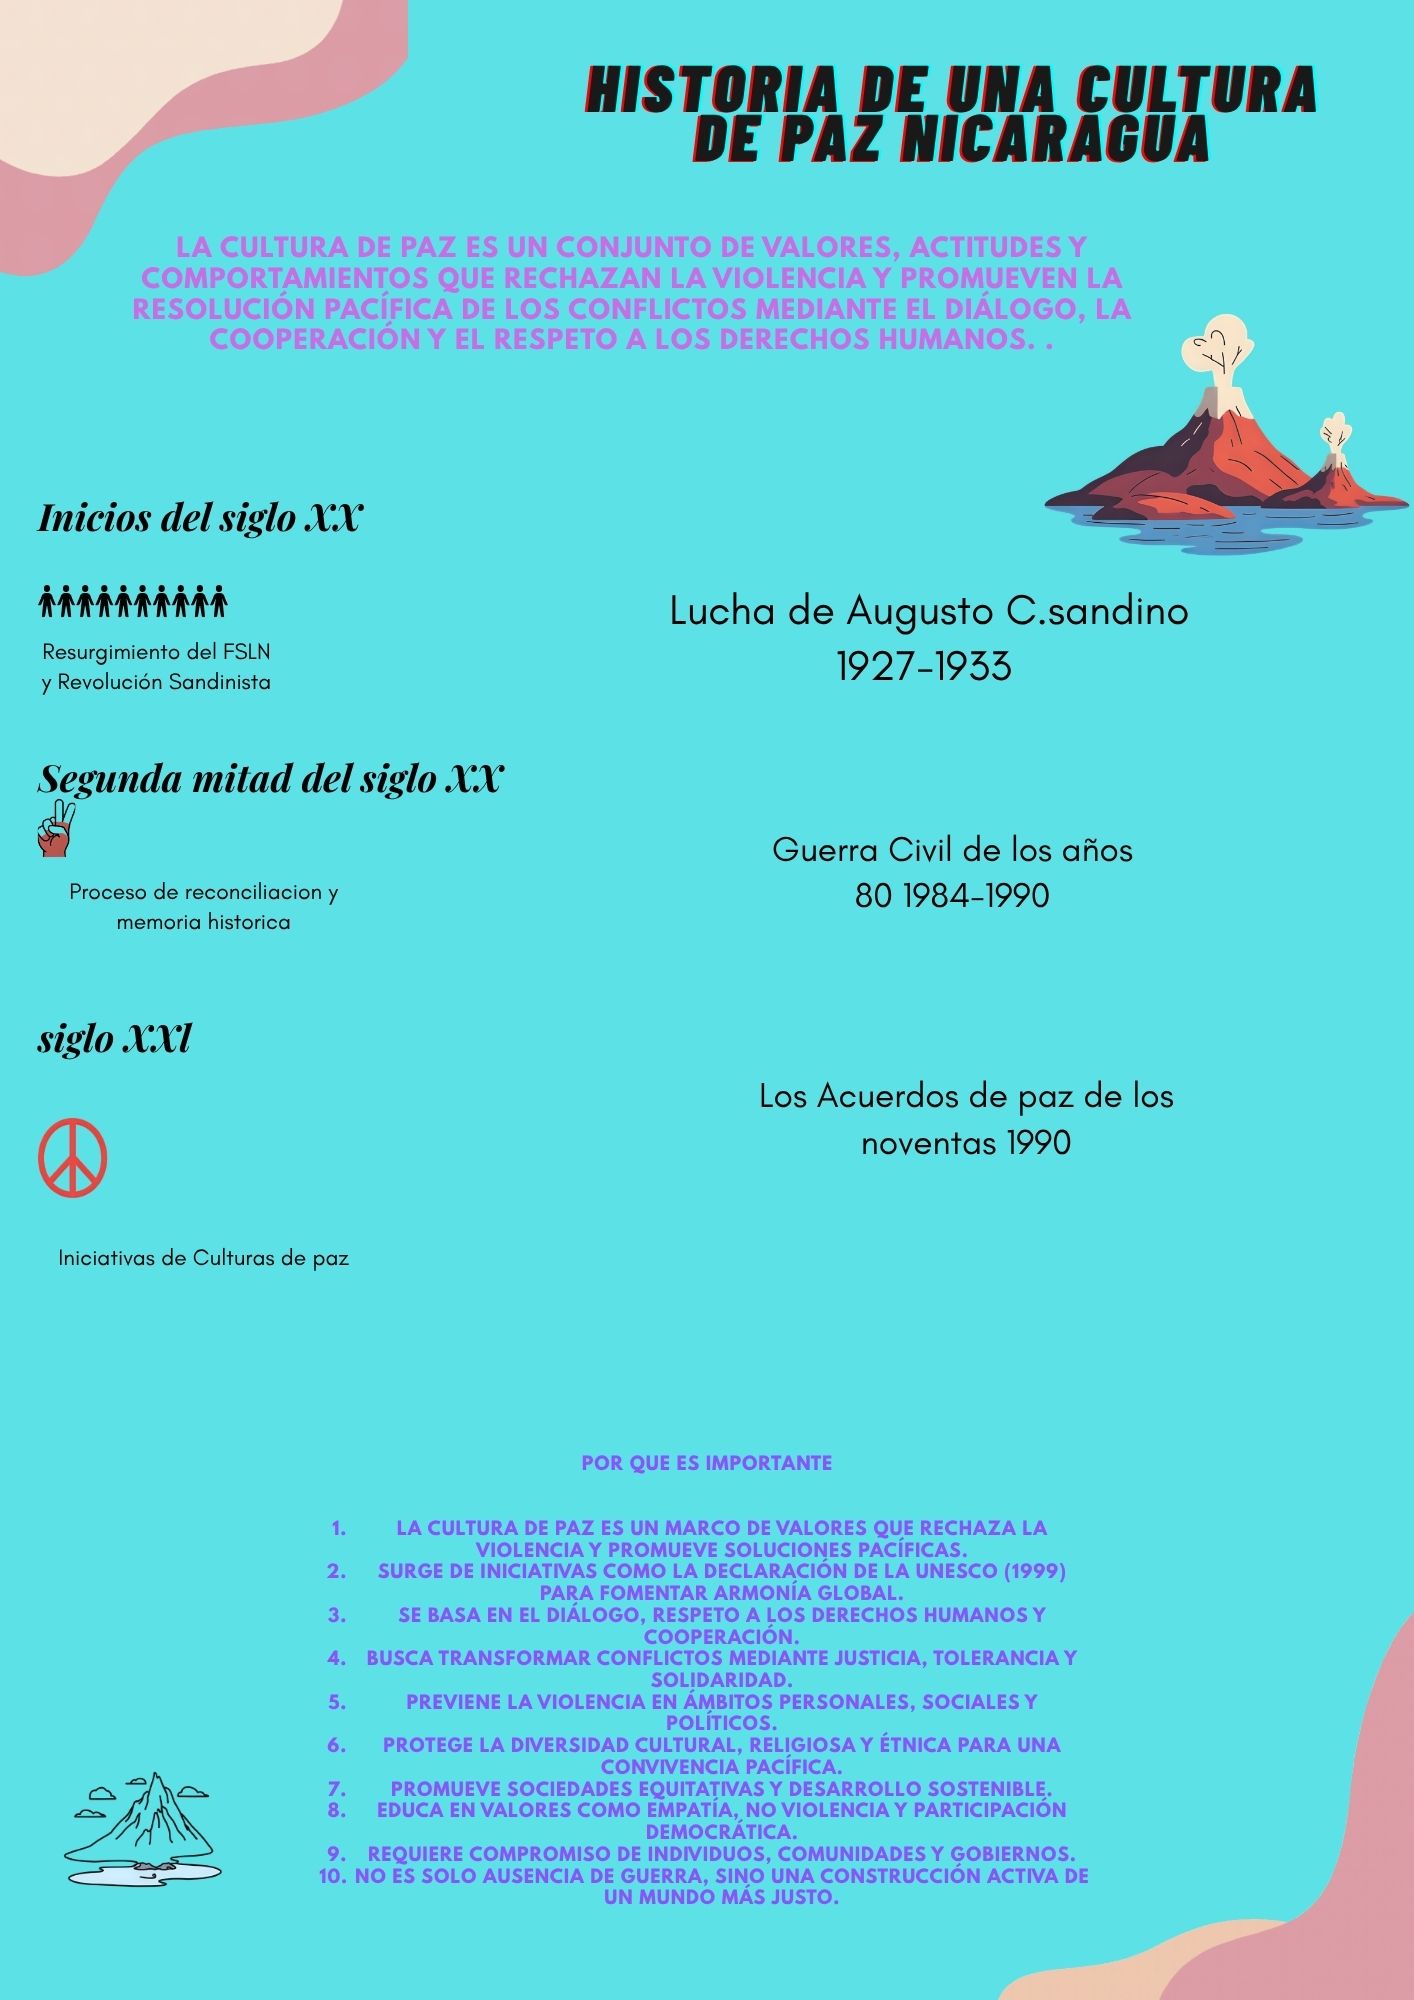 HISTORIA DE UNA CULTURA
DE PAZ NICARAGUA
LA CULTURA DE PAZ ES UN CONJUNTO DE VALORES, ACTITUDES Y
COMPORTAMIENTOS QUE RECHAZAN LA VIOLENCIA Y PROMUEVEN LA
RESOLUCIÓN PACÍFICA DE LOS CONFLICTOS MEDIANTE EL DIÁLOGO, LA
COOPERACIÓN Y EL RESPETO A LOS DERECHOS HUMANOS. .
Inicios del siglo XX
Resurgimiento del FSLN
y Revolución Sandinista
Lucha de Augusto C.sandino
1927-1933
Segunda mitad del siglo XX
Proceso de reconciliacion y
memoria historica
Guerra Civil de los años
80 1984-1990
siglo XXl
Iniciativas de Culturas de paz
Los Acuerdos de paz de los
noventas 1990
POR QUE ES IMPORTANTE
1. LA CULTURA DE PAZ ES UN MARCO DE VALORES QUE RECHAZA LA
VIOLENCIA Y PROMUEVE SOLUCIONES PACÍFICAS.
2. SURGE DE INICIATIVAS COMO LA DECLARACIÓN DE LA UNESCO (1999)
PARA FOMENTAR ARMONÍA GLOBAL.
3. SE BASA EN EL DIÁLOGO, RESPETO A LOS DERECHOS HUMANOS Y
COOPERACIÓN.
4. BUSCA TRANSFORMAR CONFLICTOS MEDIANTE JUSTICIA, TOLERANCIA Y
SOLIDARIDAD.
5. PREVIENE LA VIOLENCIA EN ÁMBITOS PERSONALES, SOCIALES Y
POLÍTICOS.
6. PROTEGE LA DIVERSIDAD CULTURAL, RELIGIOSA Y ÉTNICA PARA UNA
CONVIVENCIA PACÍFICA.
7. PROMUEVE SOCIEDADES EQUITATIVAS Y DESARROLLO SOSTENIBLE.
8. EDUCA EN VALORES COMO EMPATÍA, NO VIOLENCIA Y PARTICIPACIÓN
DEMOCRÁTICA.
9. REQUIERE COMPROMISO DE INDIVIDUOS, COMUNIDADES Y GOBIERNOS.
10. NO ES SOLO AUSENCIA DE GUERRA, SINO UNA CONSTRUCCIÓN ACTIVA DE
UN MUNDO MÁS JUSTO.